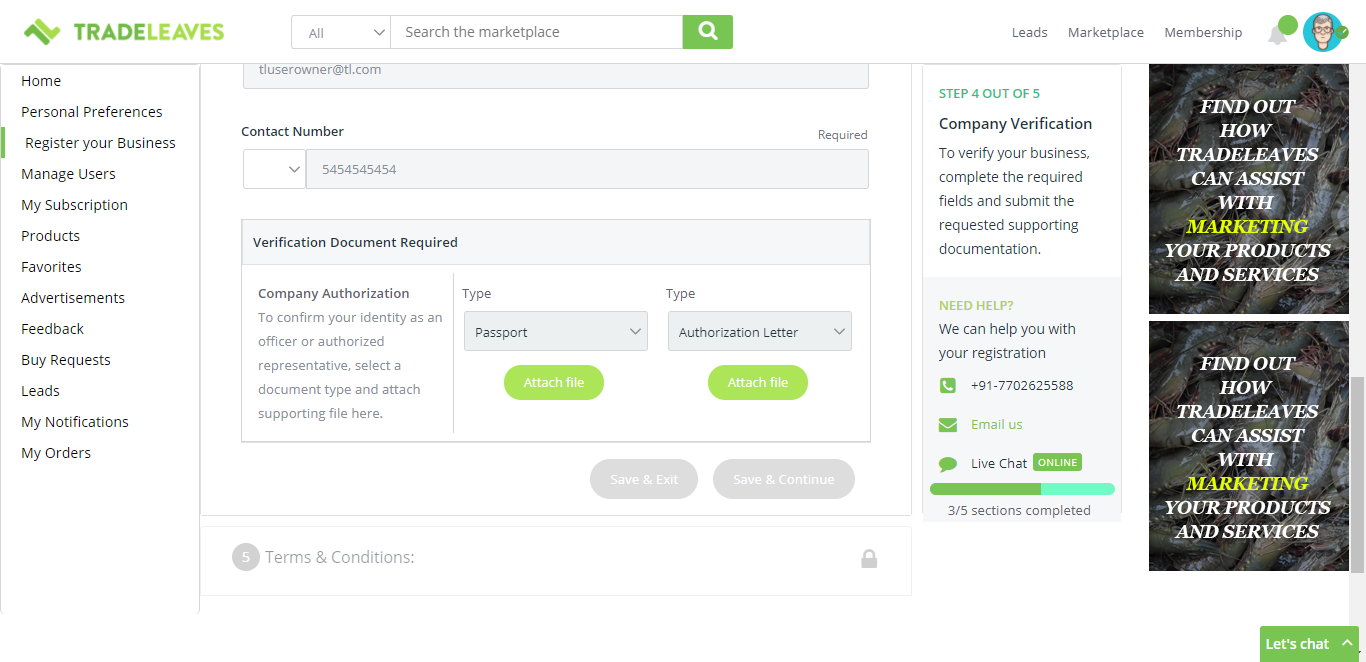 TRADELEAVES
All
Search the marketplace
Leads
Marketplace
Membership
Home
Personal Preferences
Register your Business
Manage Users
My Subscription
Products
Favorites
Advertisements
Feedback
Buy Requests
Leads
My Notifications
My Orders
tluserowner@tl.com
Contact Number
Required
5454545454
Verification Document Required
Company Authorization
To confirm your identity as an
officer or authorized
representative, select a
document type and attach
supporting file here.
Type
Passport
Attach file
Type
Authorization Letter
Attach file
Save & Exit
Save & Continue
5 Terms & Conditions:
STEP 4 OUT OF 5
Company Verification
To verify your business,
complete the required
fields and submit the
requested supporting
documentation.
NEED HELP?
We can help you with
your registration
+91-7702625588
Email us
Live Chat ONLINE
3/5 sections completed
FIND OUT
HOW
TRADELEAVES
CAN ASSIST
WITH
MARKETING
YOUR PRODUCTS
AND SERVICES
FIND OUT
HOW
TRADELEAVES
CAN ASSIST
WITH
MARKETING
YOUR PRODUCTS
AND SERVICES
Let's chat